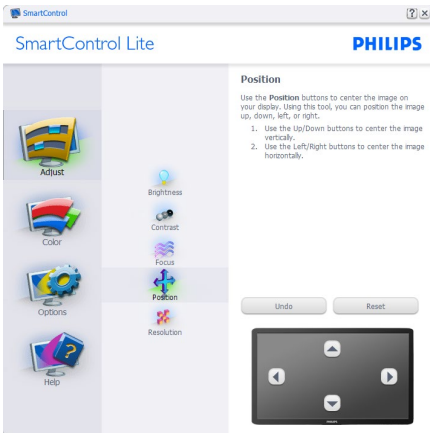 SmartControl
SmartControl Lite
PHILIPS
Adjust
Color
Options
Help
Brightness
Contrast
Focus
Position
Resolution
Position
Use the Position buttons to center the image on
your display. Using this tool, you can position the image
up, down, left, or right.
1. Use the Up/Down buttons to center the image
vertically.
2. Use the Left/Right buttons to center the image
horizontally.
Undo
Reset
PHILIPS